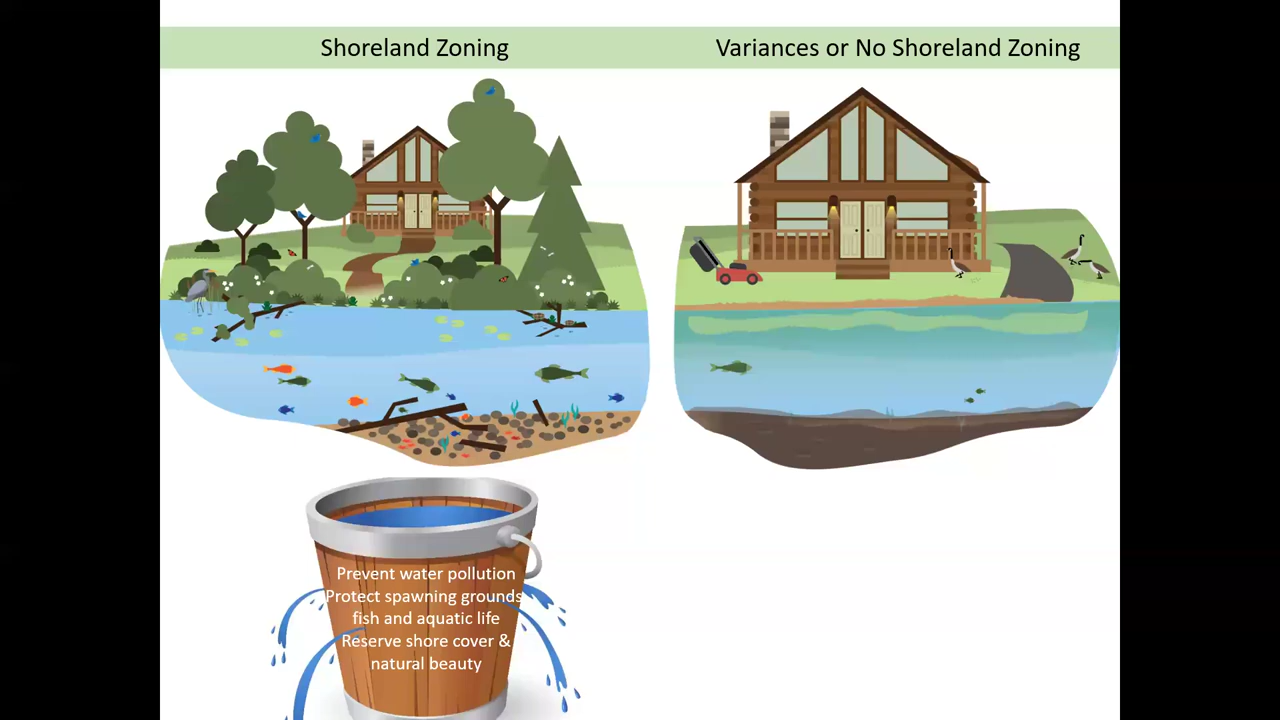 Shoreland Zoning
Variances or No Shoreland Zoning
Prevent water pollution
Protect spawning grounds,
fish and aquatic life
Reserve shore cover &
natural beauty